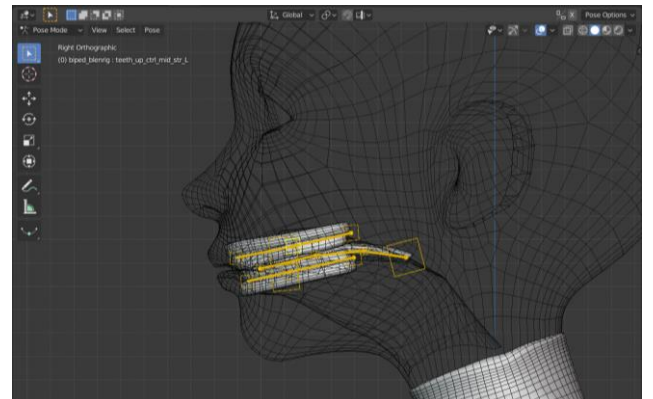 Global
Pose Options
Pose Mode View Select Pose
Right Orthographic
(0) biped_blenrig : teeth_up_ctrl_mid_str_L